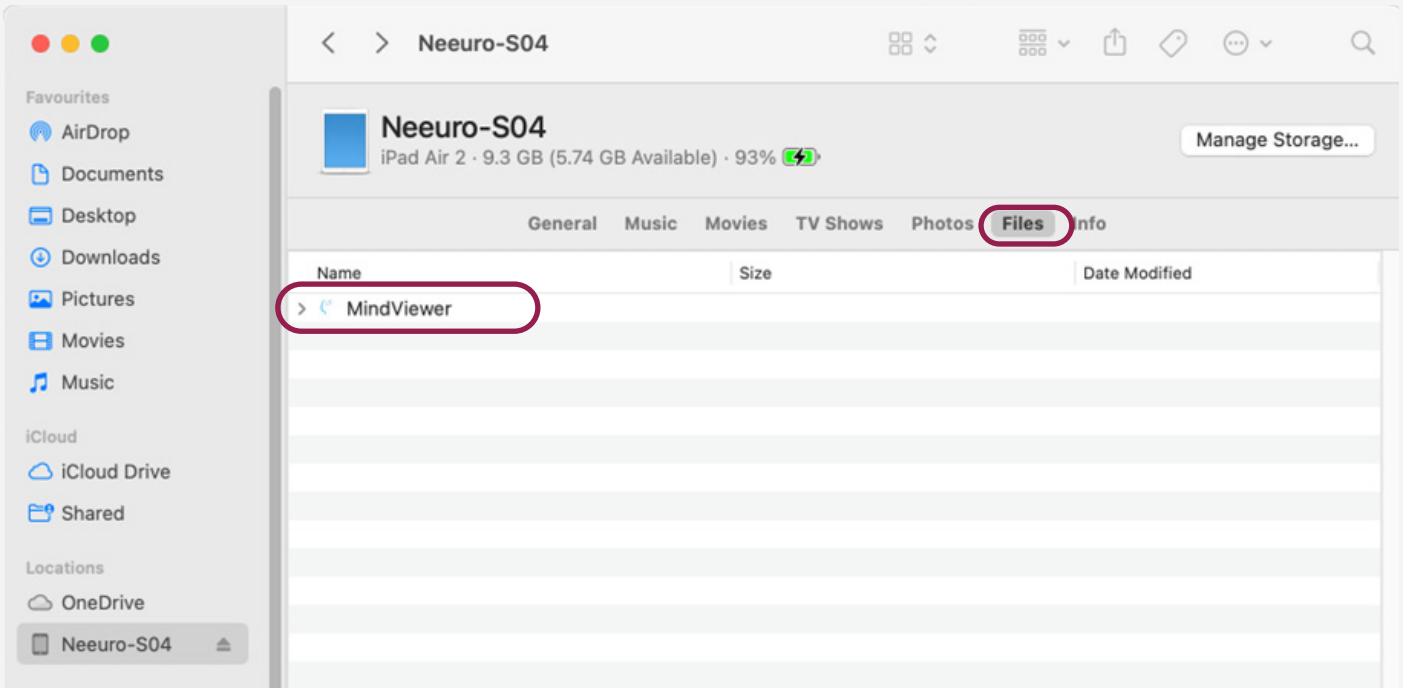 Neeuro-S04
Favourites
AirDrop
Documents
Desktop
Downloads
Pictures
Movies
Music
iCloud
iCloud Drive
Shared
Locations
OneDrive
Neeuro-S04
Neeuro-S04
iPad Air 2 · 9.3 GB (5.74 GB Available) · 93%
Manage Storage...
General Music Movies TV Shows Photos Files Info
Name Size Date Modified
MindViewer